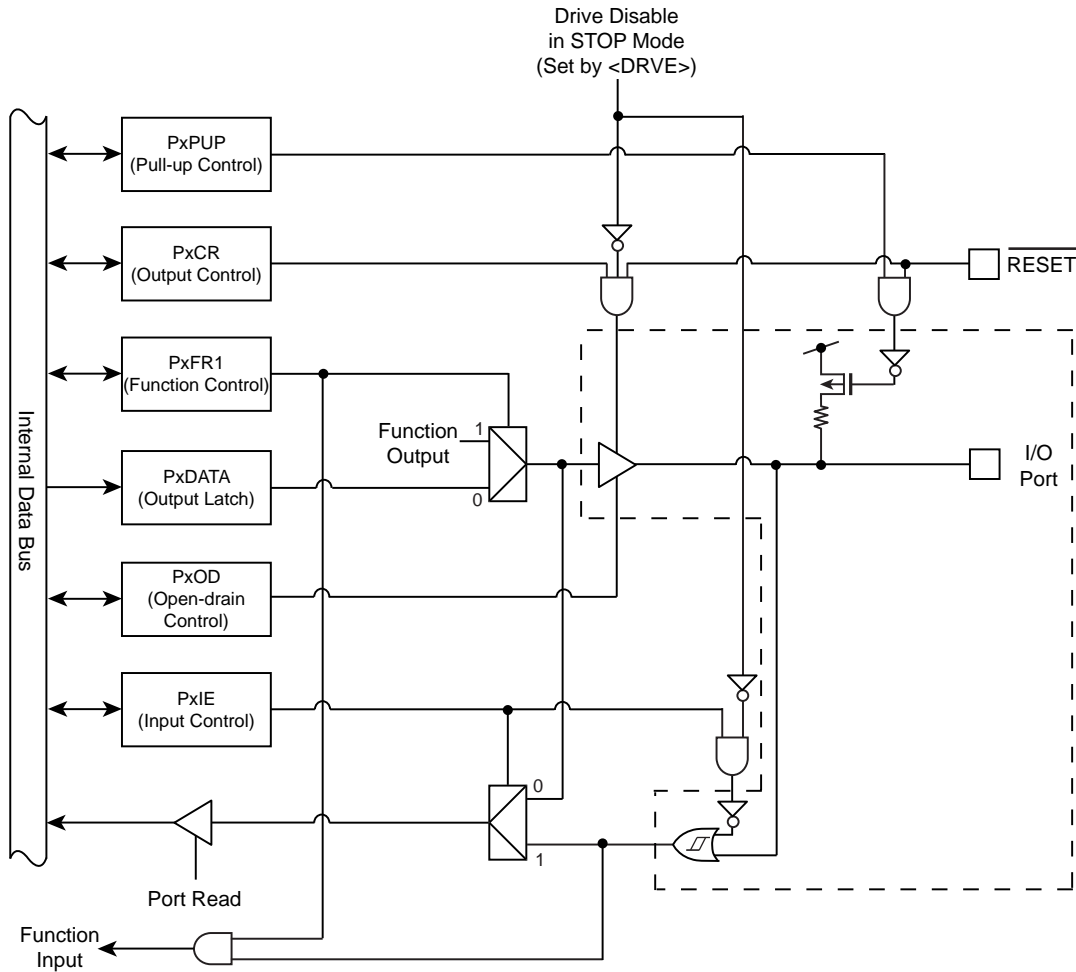 Drive Disable
in STOP Mode
(Set by <DRVE>)
PxPUP
(Pull-up Control)
PxCR
(Output Control)
RESET
PxFR1
(Function Control)
Internal Data Bus
Function
Output
1
0
I/O
Port
PxDATA
(Output Latch)
PxOD
(Open-drain
Control)
PxIE
(Input Control)
0
1
Port Read
Function
Input